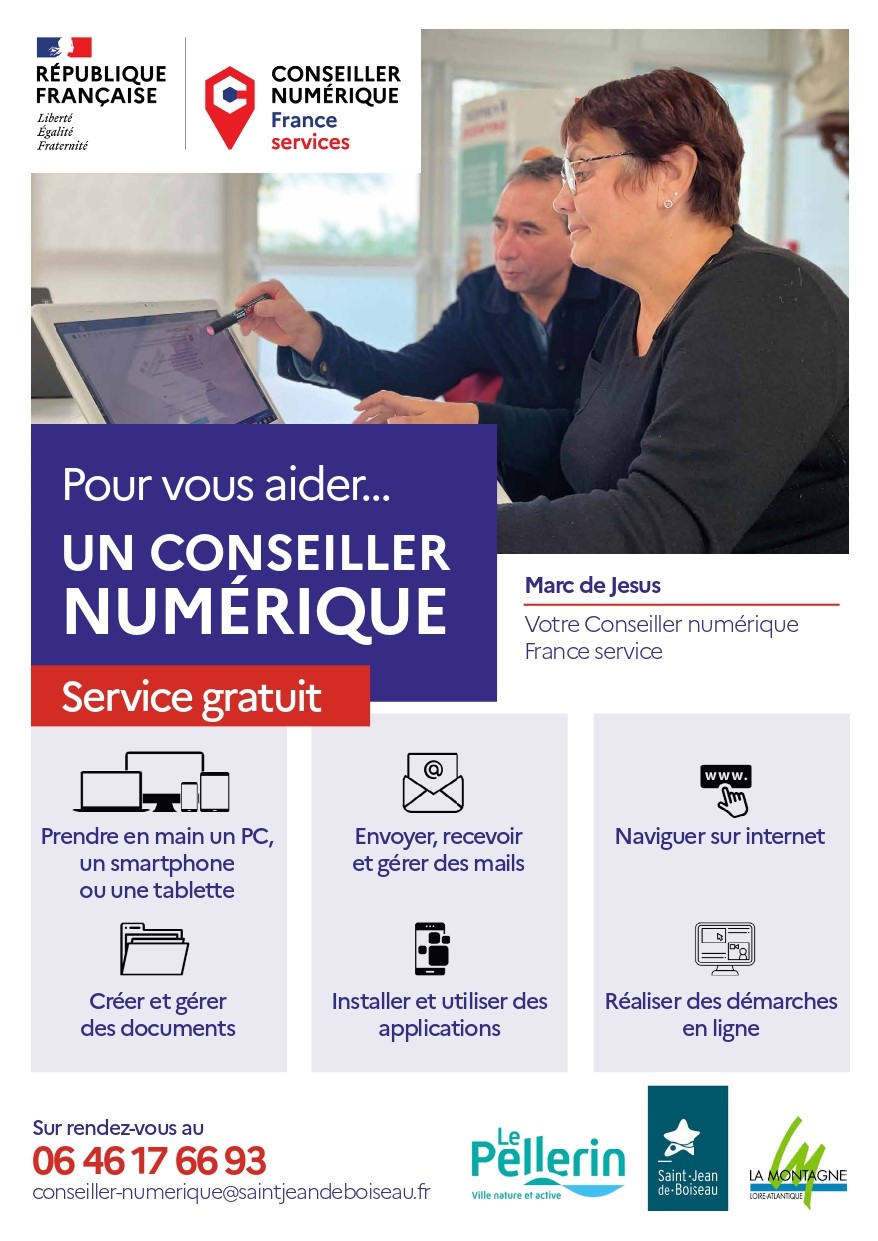 RÉPUBLIQUE
FRANÇAISE
Liberté
Égalité
Fraternité
CONSEILLER
NUMÉRIQUE
France
services
Pour vous aider...
UN CONSEILLER
NUMÉRIQUE
Service gratuit
Marc de Jesus
Votre Conseiller numérique
France service
Prendre en main un PC,
un smartphone
ou une tablette
@
Envoyer, recevoir
et gérer des mails
www.
Naviguer sur internet
Créer et gérer
des documents
Installer et utiliser des
applications
Réaliser des démarches
en ligne
Sur rendez-vous au
06 46 17 66 93
conseiller-numerique@saintjeandeboiseau.fr
Le
Pellerin
Ville nature et active
Saint-Jean
de-Boiseau
LA MONTAGNE
LOIRE-ATLANTIQUE